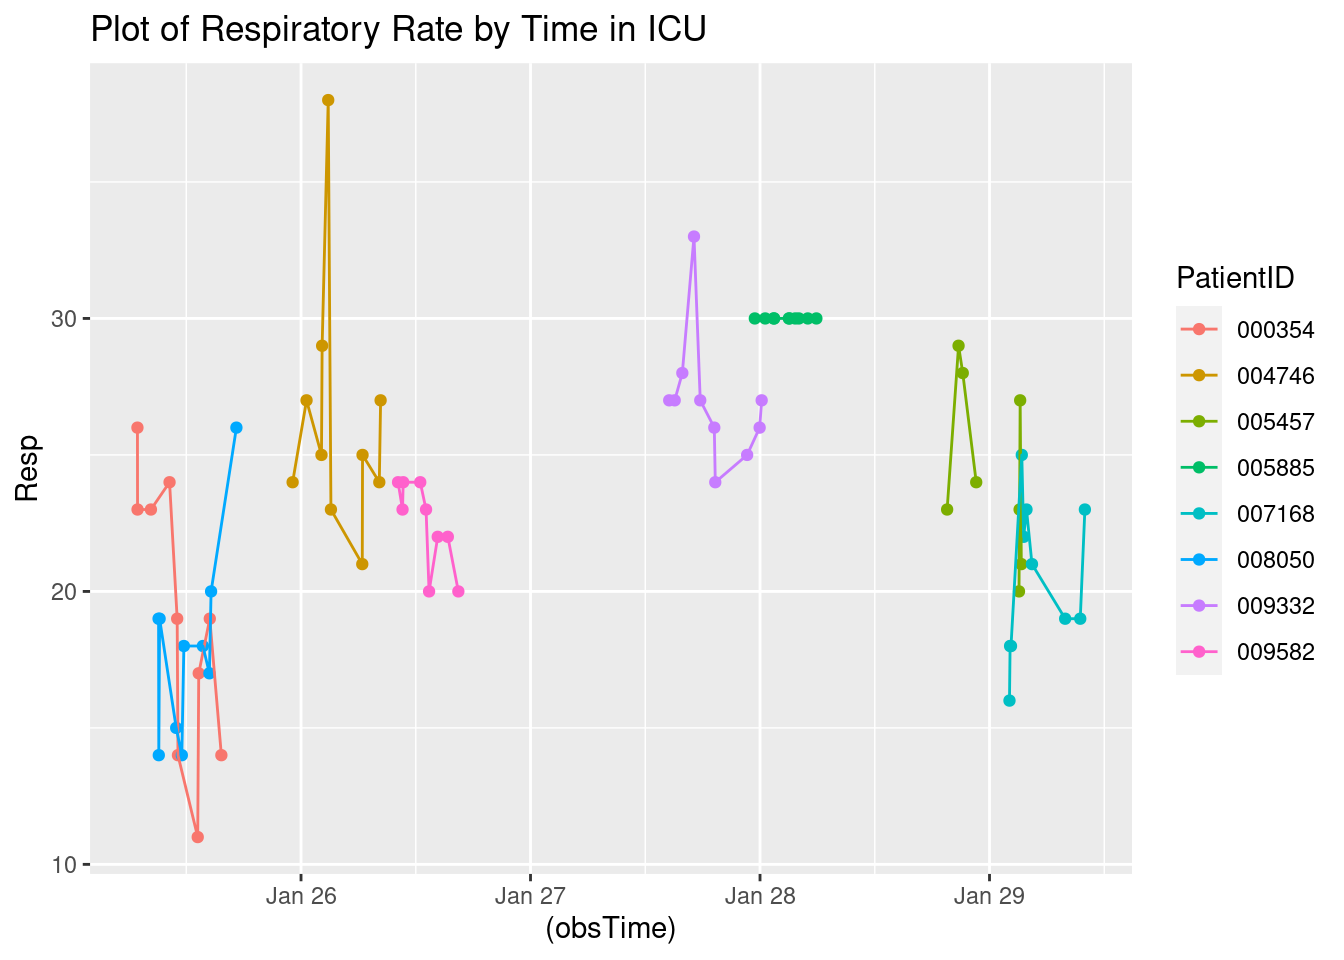 Plot of Respiratory Rate by Time in ICU
Resp
30
20
10
Jan 26
Jan 27
Jan 28
Jan 29
(obsTime)
PatientID
000354
004746
005457
005885
007168
008050
009332
009582